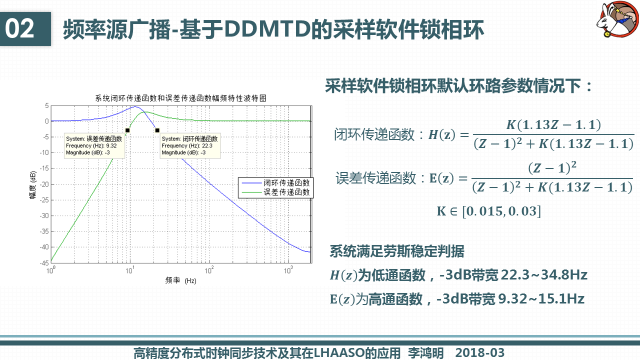 02
频率源广播-基于DDMTD的采样软件锁相环
系统闭环传递函数和误差传递函数幅频特性波特图
幅度 (dB)
5
0
-5
-10
-15
-20
-25
-30
-35
-40
-45
System: 误差传递函数
Frequency (Hz): 9.32
Magnitude (dB): -3
System: 闭环传递函数
Frequency (Hz): 22.3
Magnitude (dB): -3
闭环传递函数
误差传递函数
10^0 10^1 10^2 10^3
频率 (Hz)
采样软件锁相环默认环路参数情况下：
闭环传递函数：H(z) = K(1.13Z − 1.1) / ((Z − 1)^2 + K(1.13Z − 1.1))
误差传递函数：E(z) = (Z − 1)^2 / ((Z − 1)^2 + K(1.13Z − 1.1))
K ∈ [0.015, 0.03]
系统满足劳斯稳定判据
H(z)为低通函数，-3dB带宽 22.3~34.8Hz
E(z)为高通函数，-3dB带宽 9.32~15.1Hz
高精度分布式时钟同步技术及其在LHAASO的应用 李鸿明 2018-03